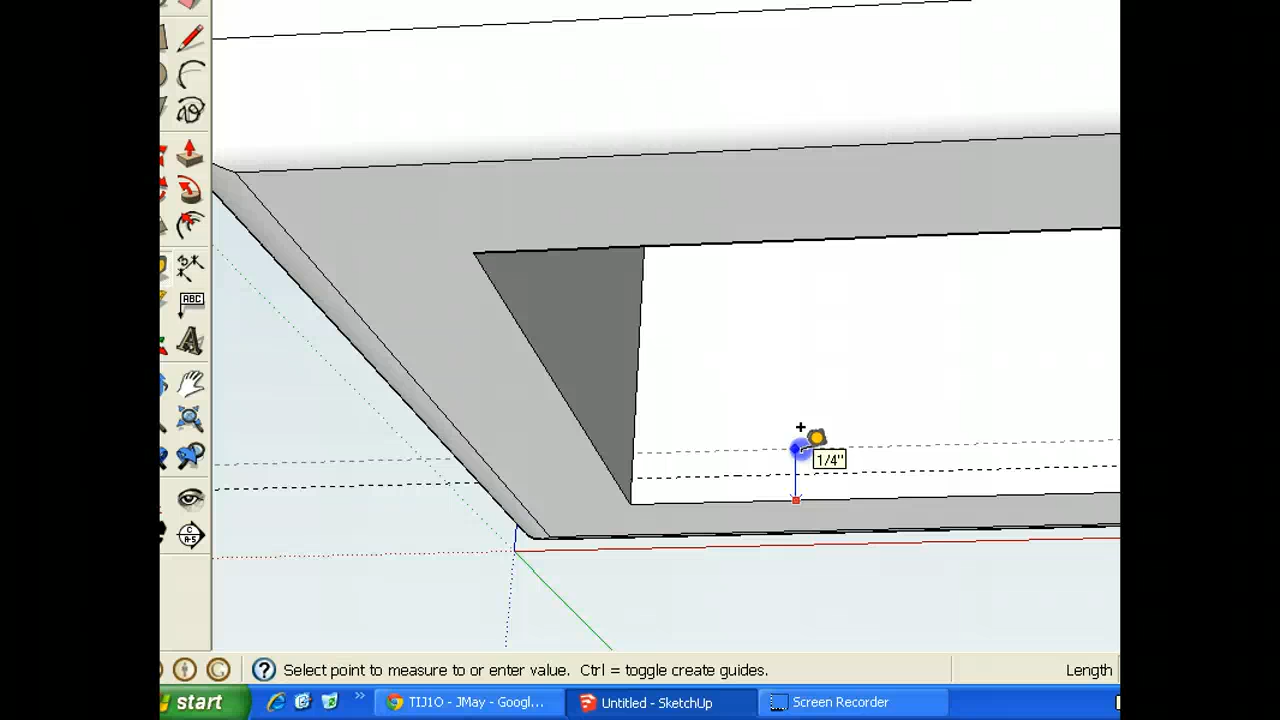 ABC
A
1/4"
C
A-5
Select point to measure to or enter value. Ctrl = toggle create guides.
Length
start
TIJ1O - JMay - Googl...
Untitled - SketchUp
Screen Recorder